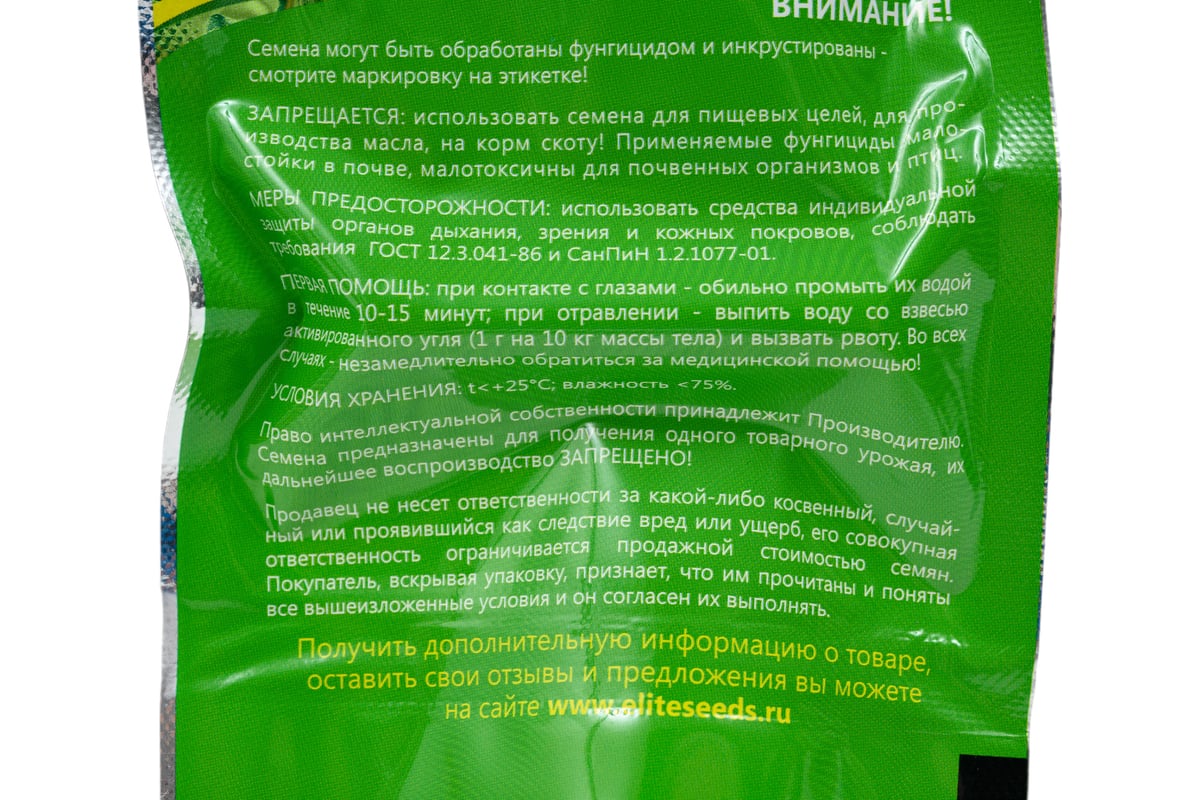 ВНИМАНИЕ!
Семена могут быть обработаны фунгицидом и инкрустированы -
смотрите маркировку на этикетке!
ЗАПРЕЩАЕТСЯ: использовать семена для пищевых целей, для про-
изводства масла, на корм скоту! Применяемые фунгициды мало-
стойки в почве, малотоксичны для почвенных организмов и птиц.
МЕРЫ ПРЕДОСТОРОЖНОСТИ: использовать средства индивидуальной
защиты органов дыхания, зрения и кожных покровов, соблюдать
требования ГОСТ 12.3.041-86 и СанПиН 1.2.1077-01.
ПЕРВАЯ ПОМОЩЬ: при контакте с глазами - обильно промыть их водой
в течение 10-15 минут; при отравлении - выпить воду со взвесью
активированного угля (1 г на 10 кг массы тела) и вызвать рвоту. Во всех
случаях - незамедлительно обратиться за медицинской помощью!
УСЛОВИЯ ХРАНЕНИЯ: t<+25°С; влажность <75%.
Право интеллектуальной собственности принадлежит Производителю.
Семена предназначены для получения одного товарного урожая, их
дальнейшее воспроизводство ЗАПРЕЩЕНО!
Продавец не несет ответственности за какой-либо косвенный, случай-
ный или проявившийся как следствие вред или ущерб, его совокупная
ответственность ограничивается продажной стоимостью семян.
Покупатель, вскрывая упаковку, признает, что им прочитаны и поняты
все вышеизложенные условия и он согласен их выполнять.
Получить дополнительную информацию о товаре,
оставить свои отзывы и предложения вы можете
на сайте www.eliteseeds.ru